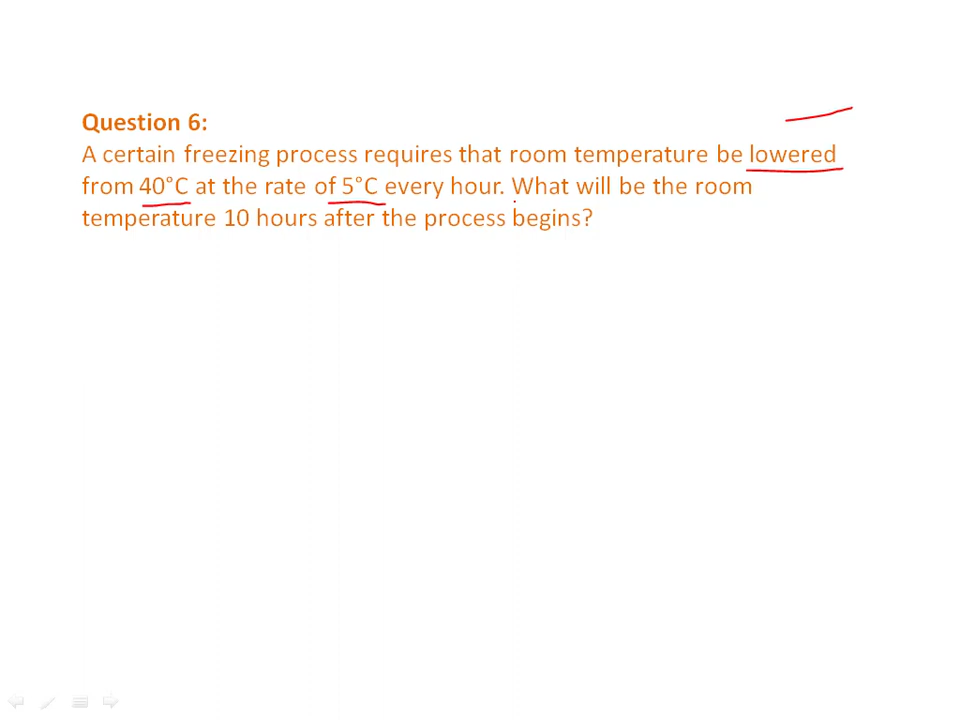 Question 6:
A certain freezing process requires that room temperature be lowered
from 40°C at the rate of 5°C every hour. What will be the room
temperature 10 hours after the process begins?